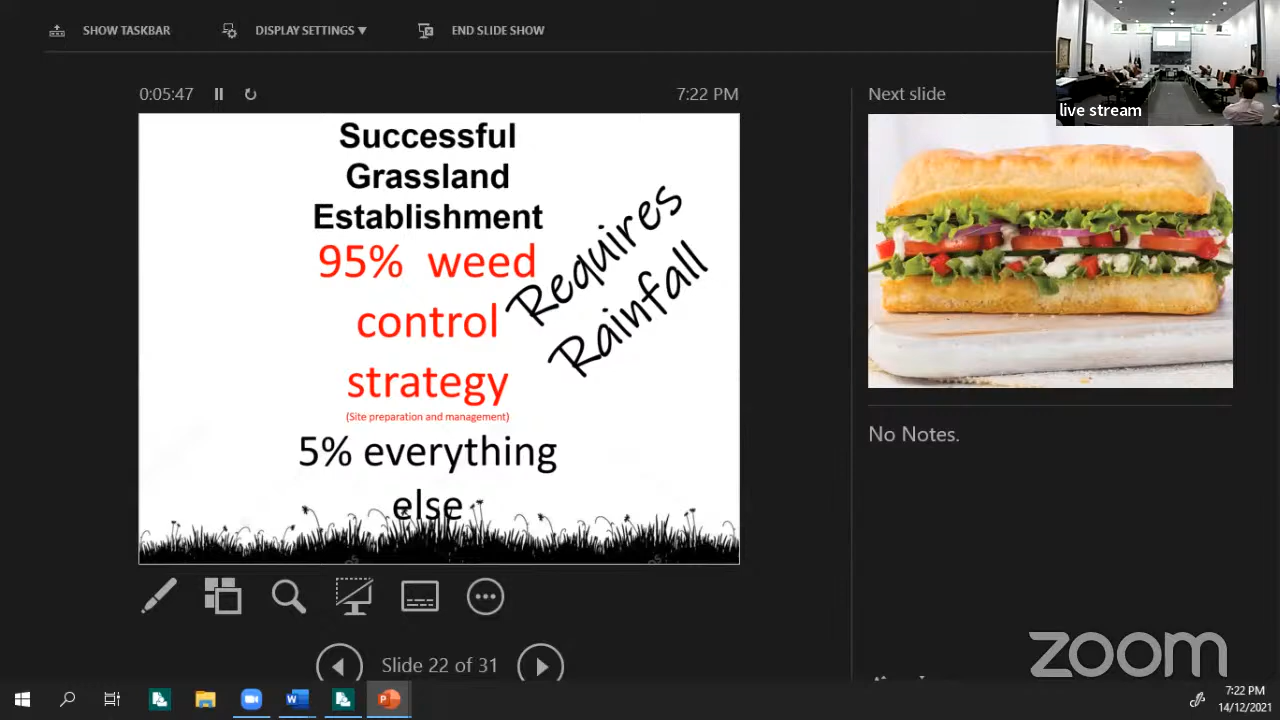 SHOW TASKBAR
DISPLAY SETTINGS
END SLIDE SHOW
live stream
0:05:47
7:22 PM
Next slide
Successful
Grassland
Establishment
95% weed
control
strategy
(Site preparation and management)
5% everything
else
Requires
Rainfall
No Notes.
Slide 22 of 31
zoom
7:22 PM
14/12/2021